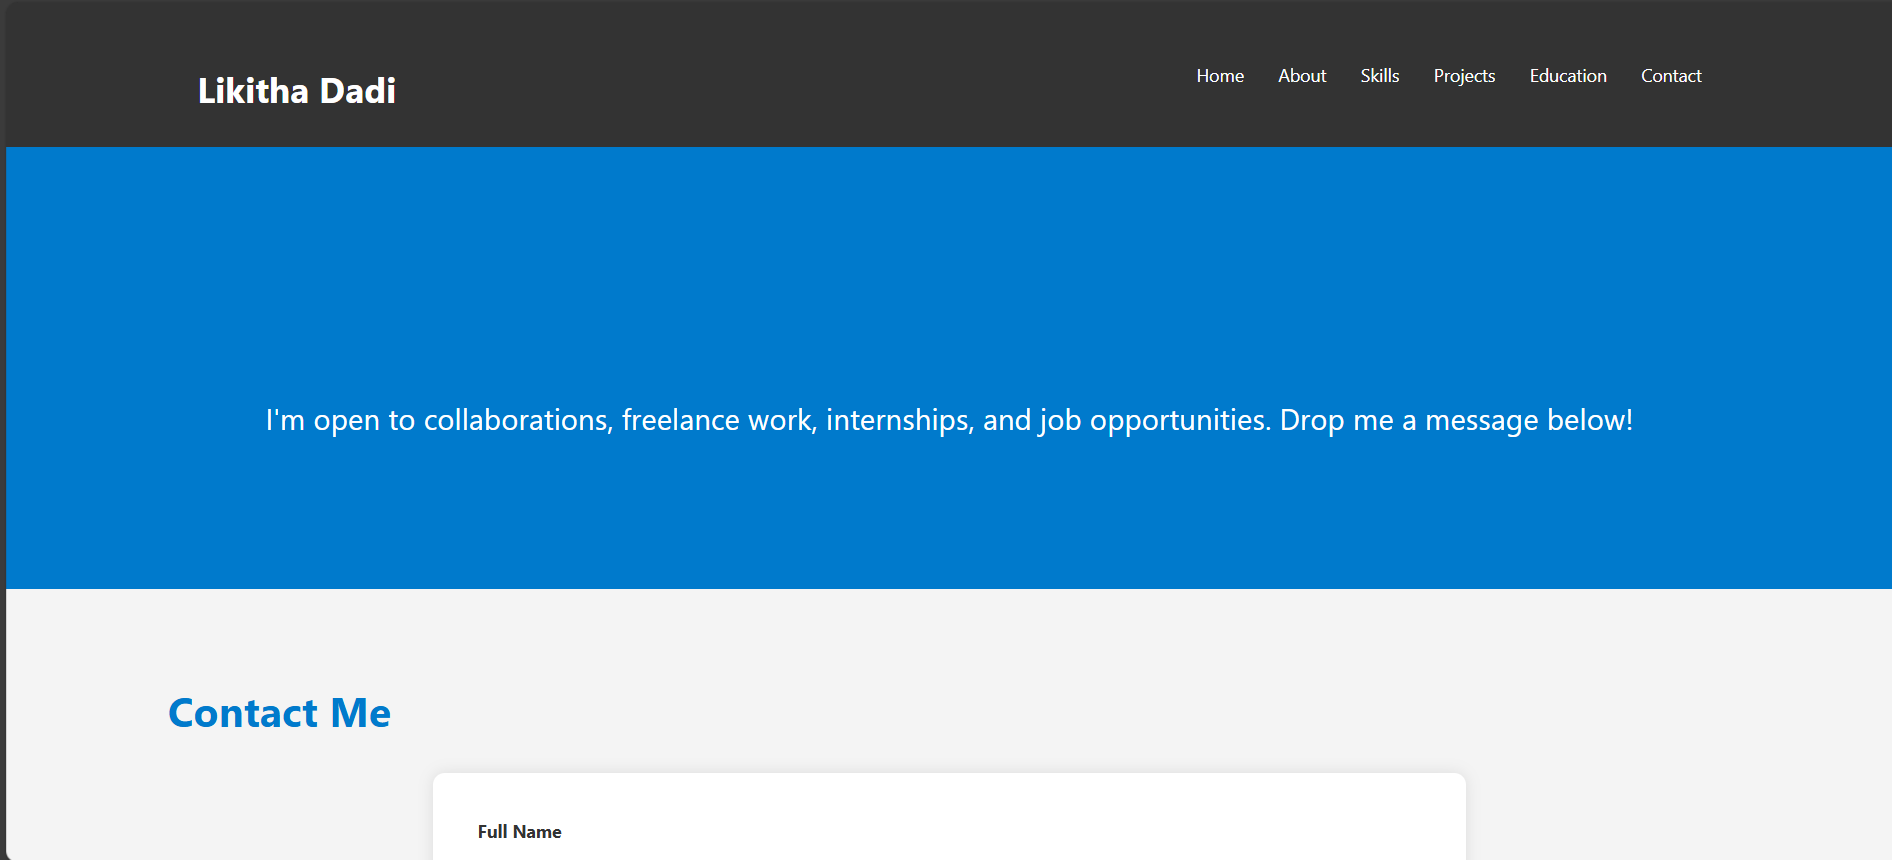 Likitha Dadi
Home About Skills Projects Education Contact
I'm open to collaborations, freelance work, internships, and job opportunities. Drop me a message below!
Contact Me
Full Name